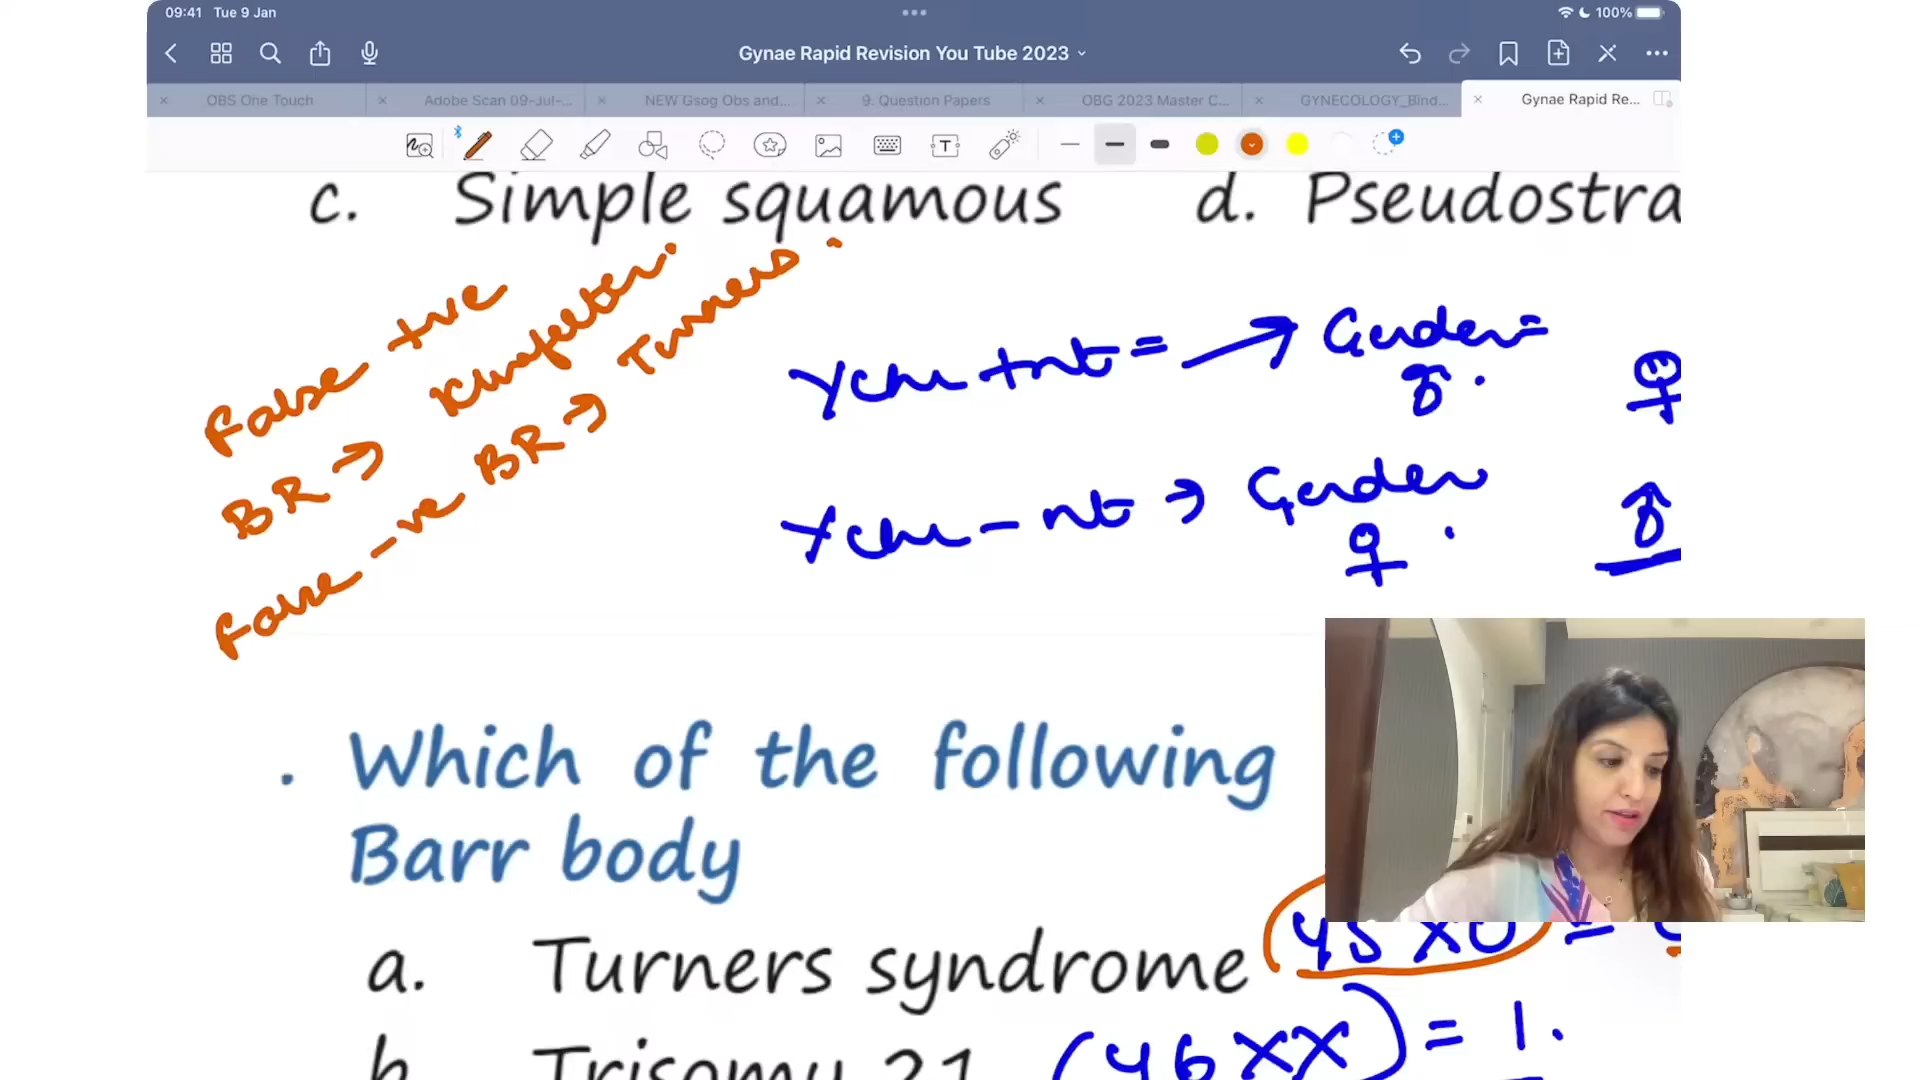 09:41 Tue 9 Jan
100%
Gynae Rapid Revision You Tube 2023
OBS One Touch
Adobe Scan 09-Jul-...
NEW Gsog Obs and...
9. Question Papers
OBG 2023 Master C...
GYNECOLOGY_Bind...
Gynae Rapid Re...
c. Simple squamous d. Pseudostra
False +ve
BR → Klinfelter.
False -ve BR → Turners.
Ychr +nt = → Gender = ♂. ♀
Ychr - nt → Gender ♀. ♂
. Which of the following
Barr body
a. Turners syndrome 45 XO =
b. Trisomy 21 (46 XX) = 1.